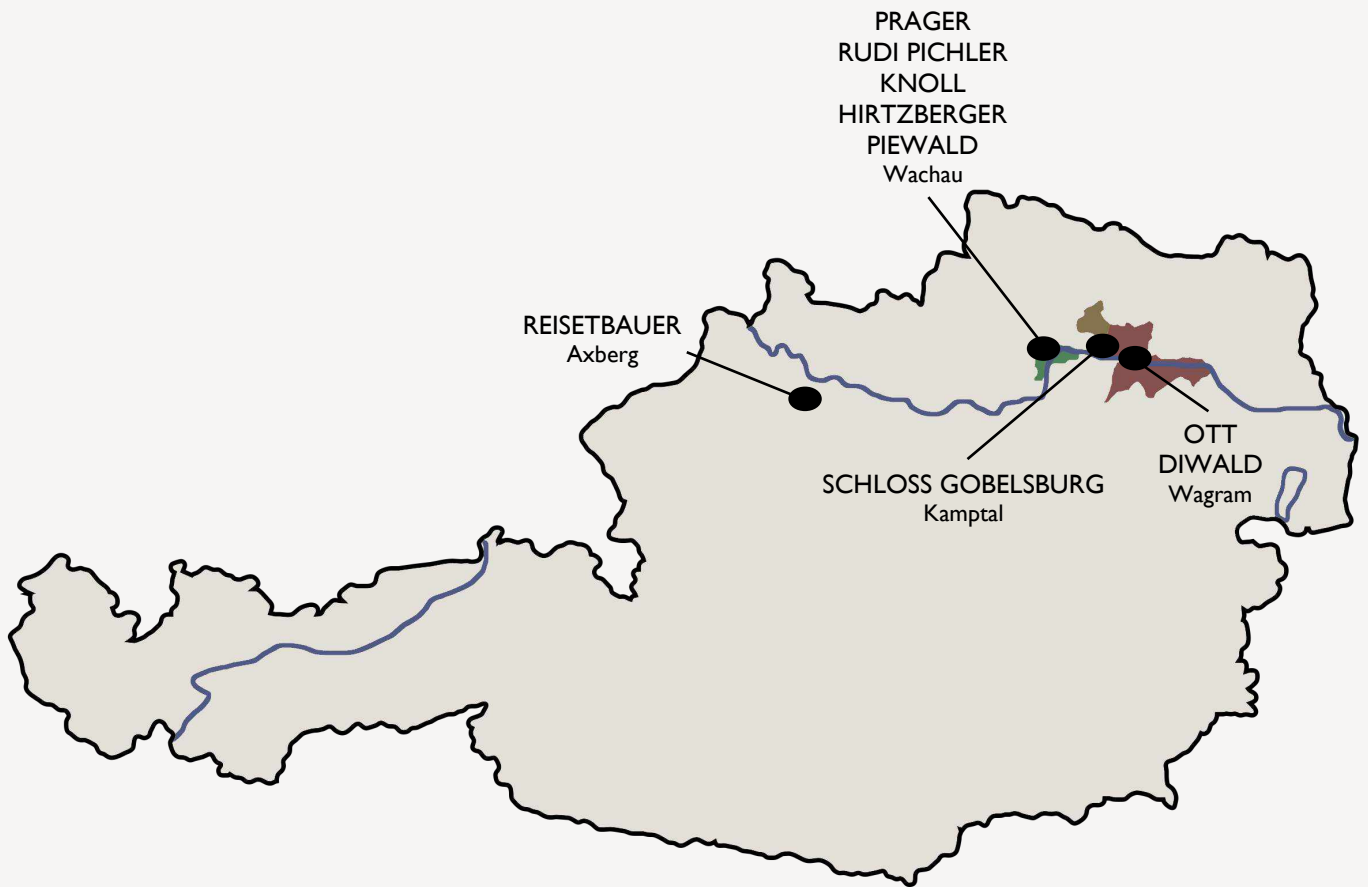 PRAGER
RUDI PICHLER
KNOLL
HIRTZBERGER
PIEWALD
Wachau
REISETBAUER
Axberg
SCHLOSS GOBELSBURG
Kamptal
OTT
DIWALD
Wagram